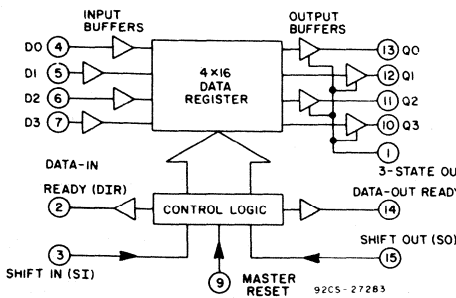 INPUT
BUFFERS
OUTPUT
BUFFERS
D0 4
13 Q0
D1 5
4×16
DATA
REGISTER
12 Q1
D2 6
11 Q2
D3 7
10 Q3
1
3-STATE OU
DATA-IN
READY (DIR)
DATA-OUT READY
2
CONTROL LOGIC
14
3
SHIFT IN (SI)
SHIFT OUT (SO)
15
9
MASTER
RESET
92CS-27283